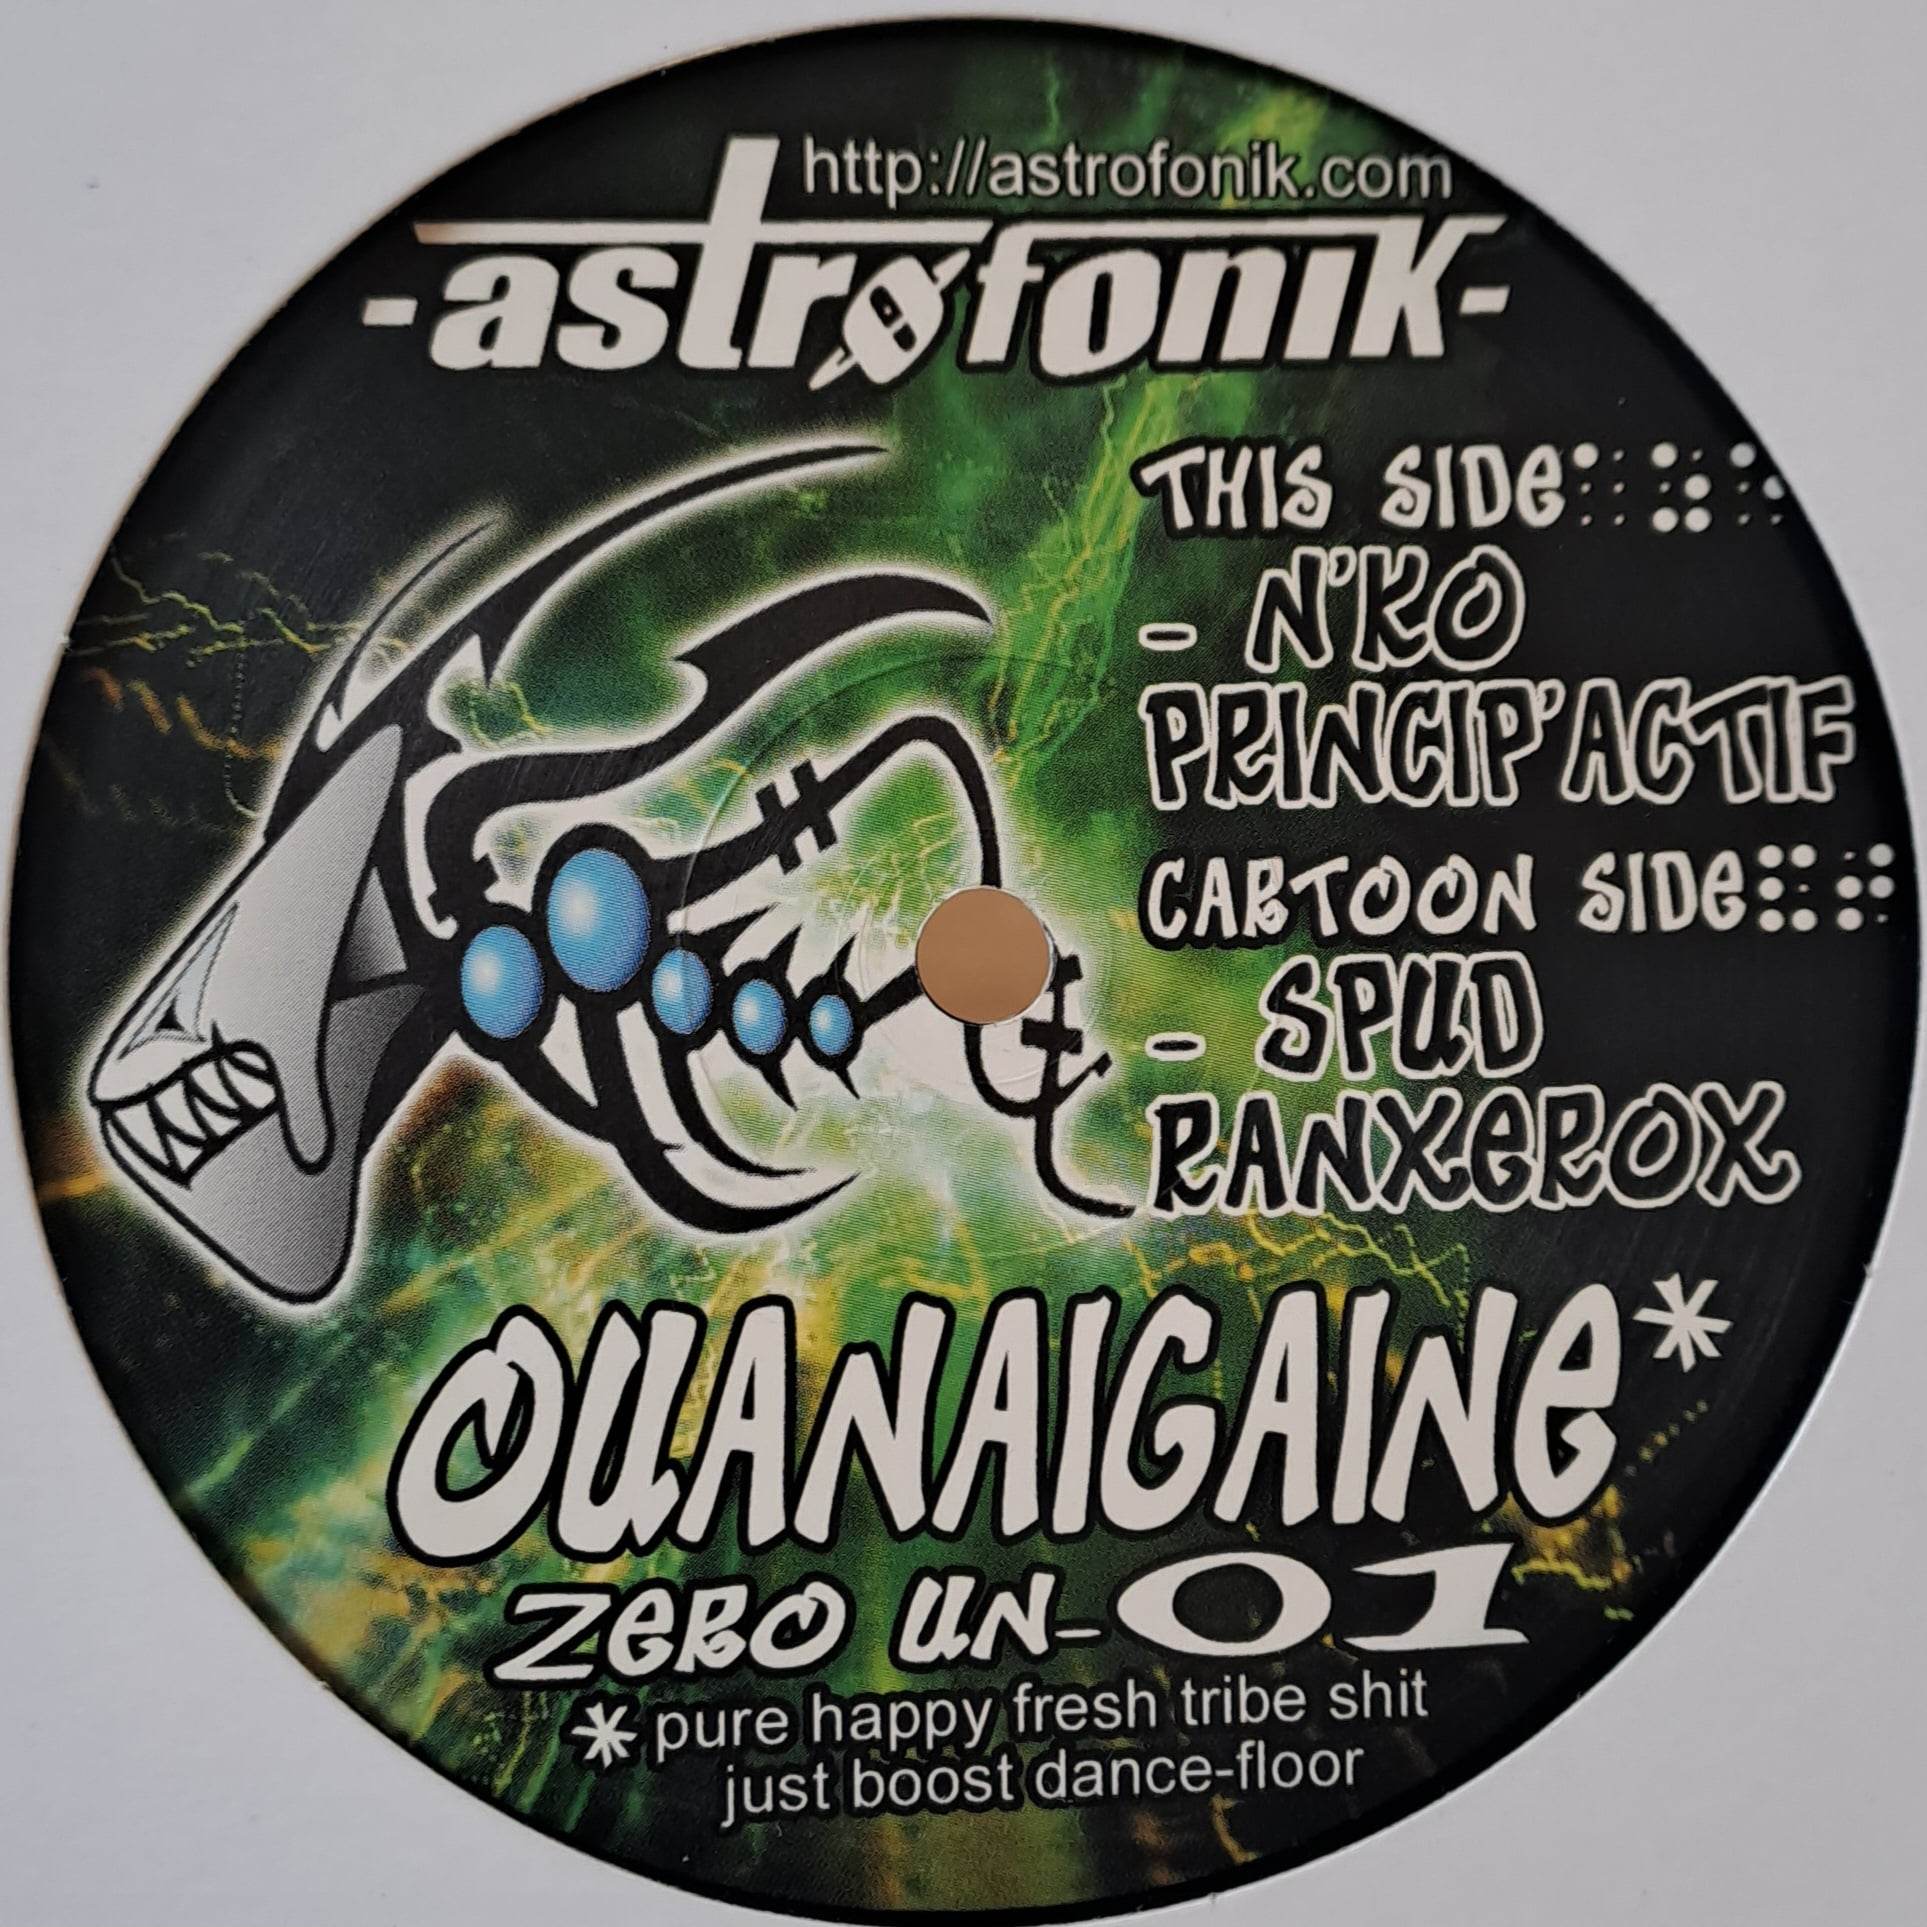 http://astrofonik.com
-astrofonik-
THIS SIDE
- N'KO
PRINCIP'ACTIF
CARTOON SIDE
- SPUD
RANXEROX
OUANAIGAINE*
ZERO UN-01
* pure happy fresh tribe shit
just boost dance-floor